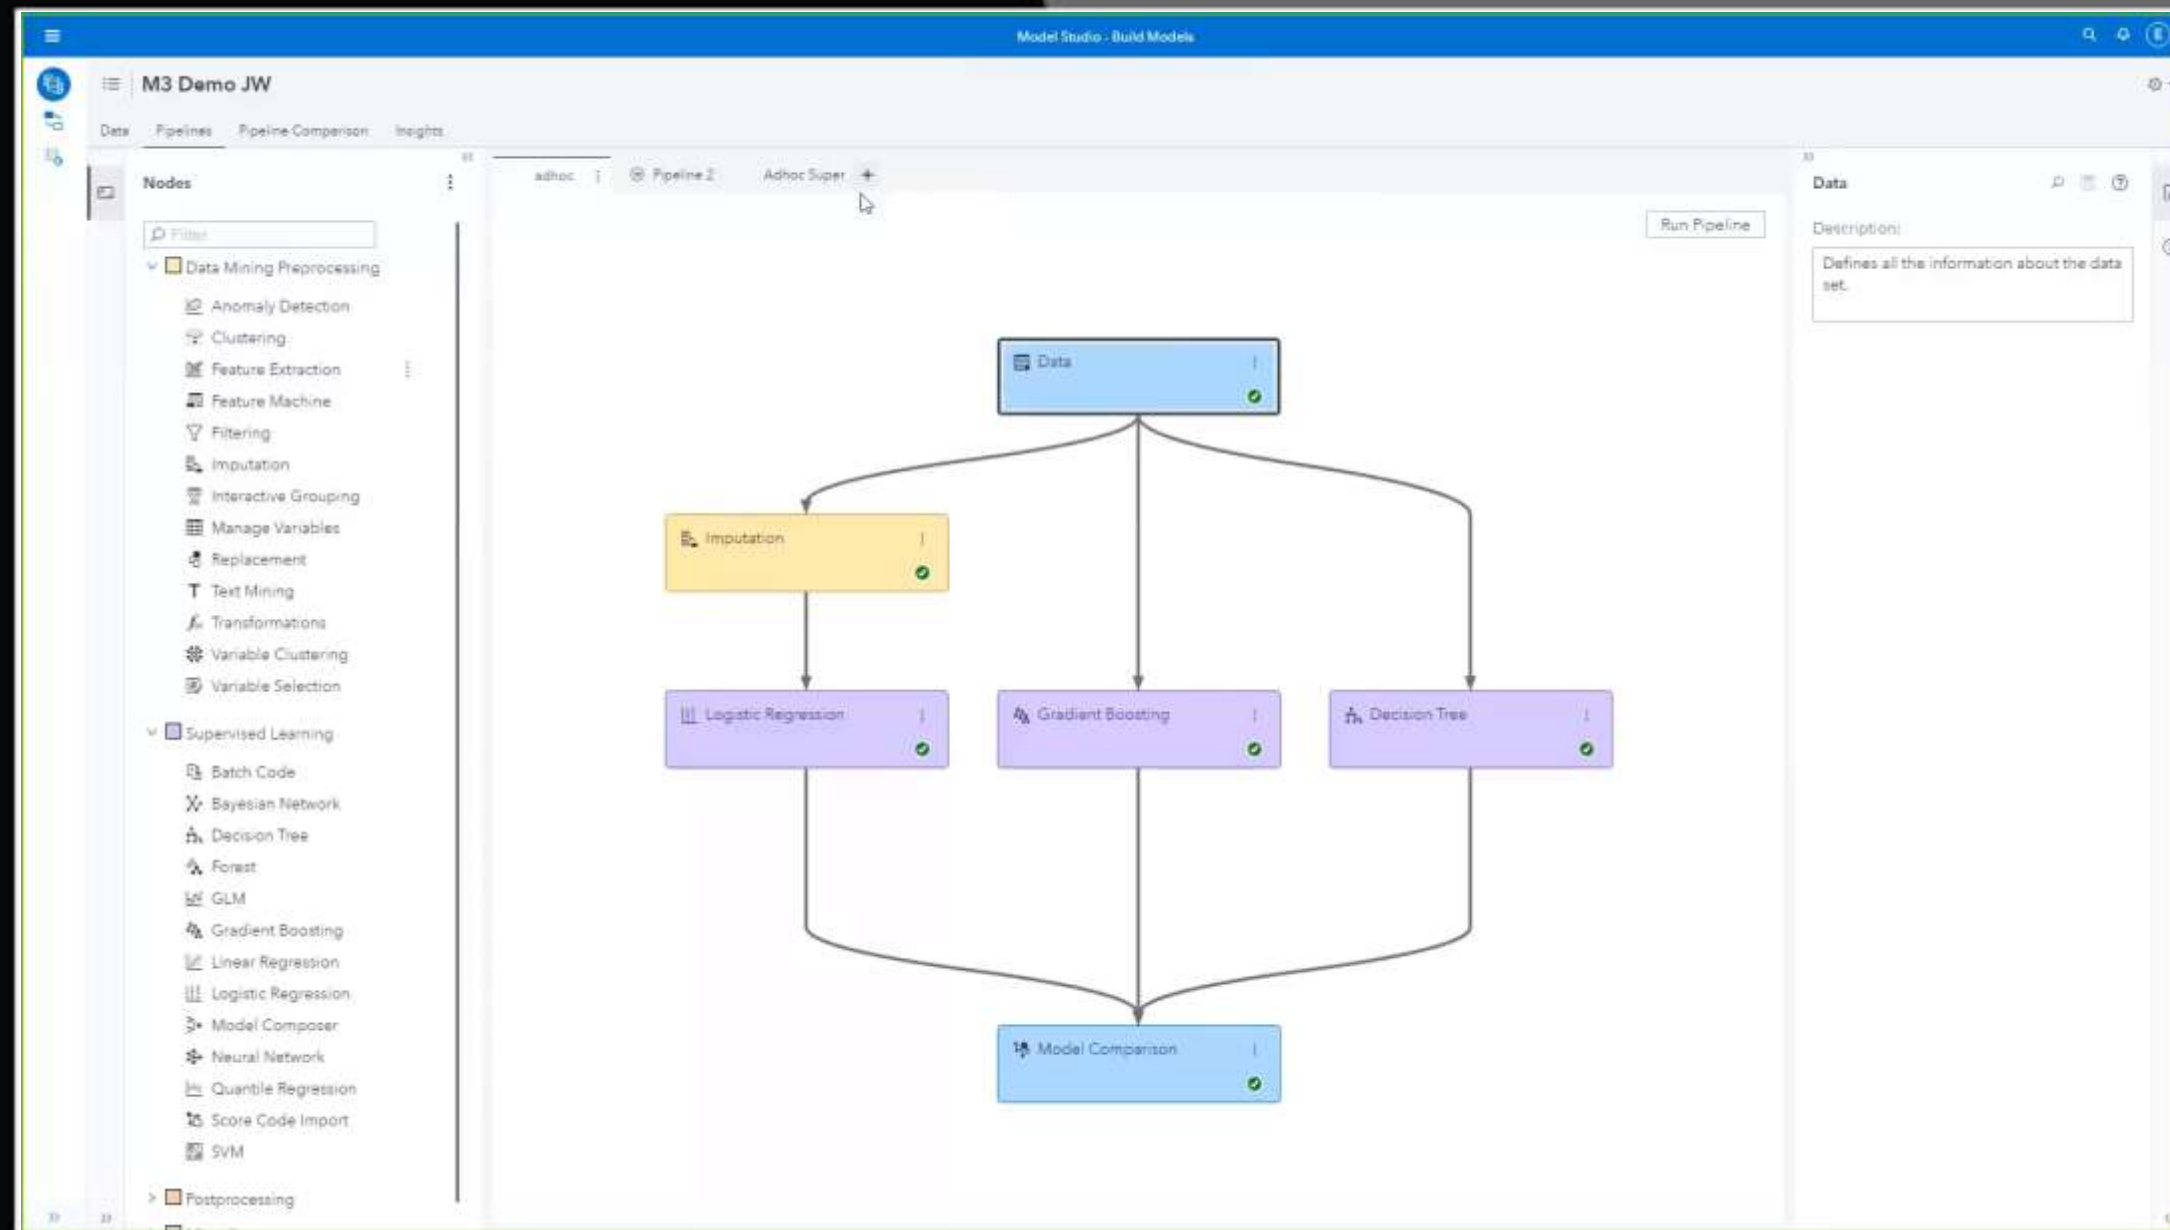 Model Studio - Build Models
M3 Demo JW
Data Pipelines Pipeline Comparison Insights
Nodes
Filter
Data Mining Preprocessing
Anomaly Detection
Clustering
Feature Extraction
Feature Machine
Filtering
Imputation
Interactive Grouping
Manage Variables
Replacement
Text Mining
Transformations
Variable Clustering
Variable Selection
Supervised Learning
Batch Code
Bayesian Network
Decision Tree
Forest
GLM
Gradient Boosting
Linear Regression
Logistic Regression
Model Composer
Neural Network
Quantile Regression
Score Code Import
SVM
Postprocessing
adhoc Pipeline 2 Adhoc Super +
Run Pipeline
Data
Imputation
Logistic Regression Gradient Boosting Decision Tree
Model Comparison
Data
Description:
Defines all the information about the data
set.